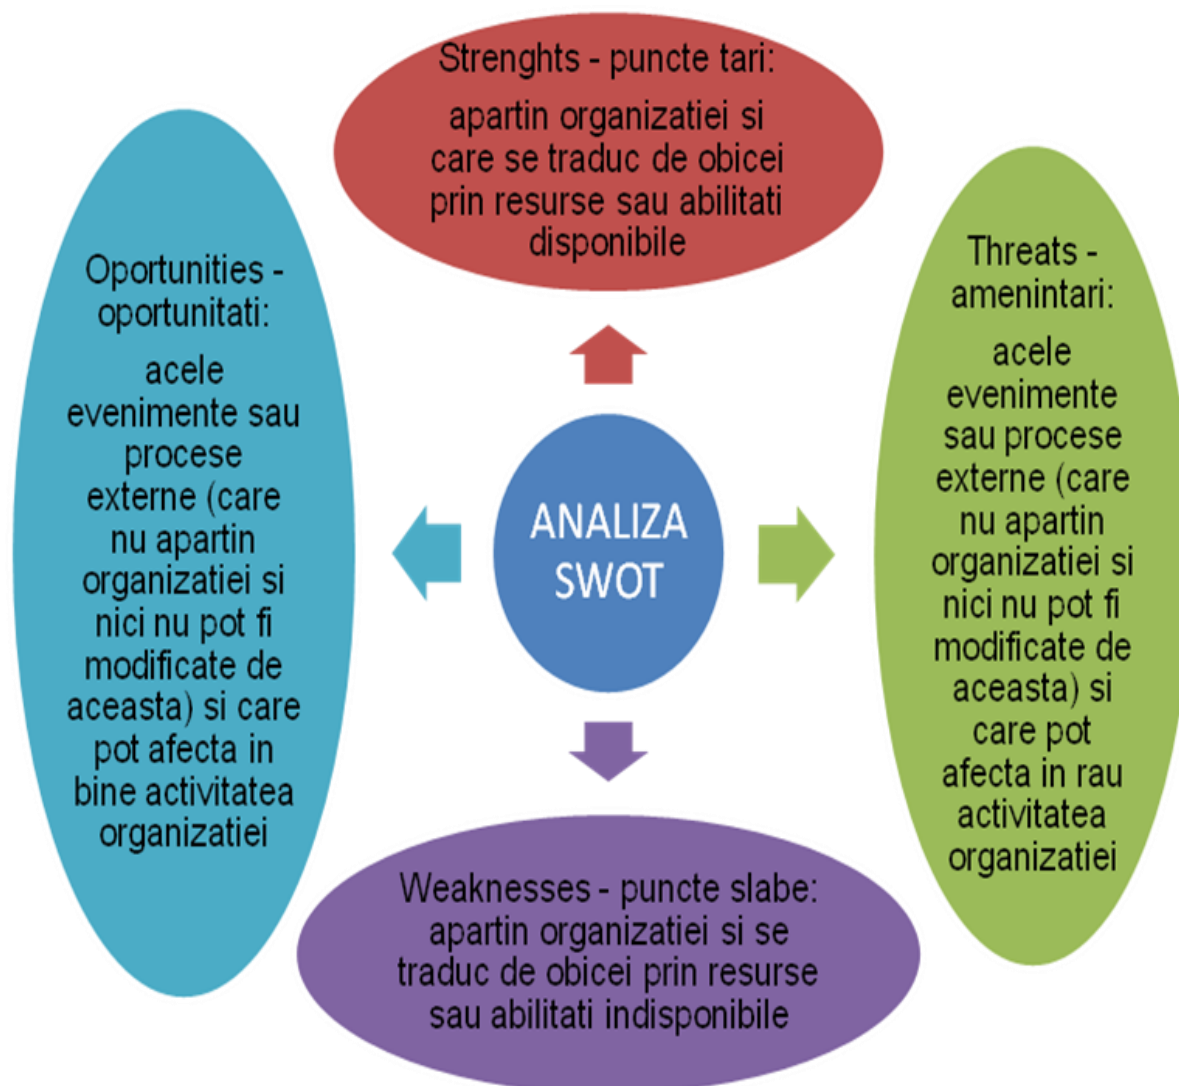 Strenghts - puncte tari:
apartin organizatiei si
care se traduc de obicei
prin resurse sau abilitati
disponibile
Oportunities -
oportunitati:
acele
evenimente sau
procese
externe (care
nu apartin
organizatiei si
nici nu pot fi
modificate de
aceasta) si care
pot afecta in
bine activitatea
organizatiei
ANALIZA
SWOT
Threats -
amenintari:
acele
evenimente
sau procese
externe (care
nu apartin
organizatiei si
nici nu pot fi
modificate de
aceasta) si
care pot
afecta in rau
activitatea
organizatiei
Weaknesses - puncte slabe:
apartin organizatiei si se
traduc de obicei prin resurse
sau abilitati indisponibile